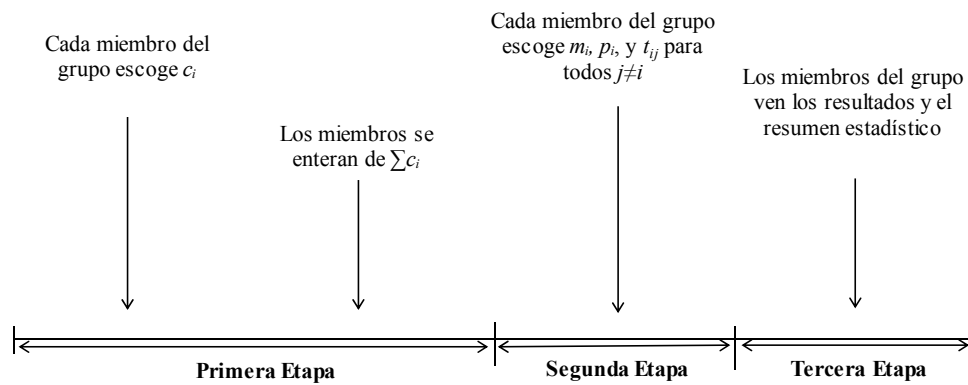 Cada miembro del
grupo escoge ci
Los miembros se
enteran de ∑ci
Cada miembro del grupo
escoge mi, pi, y tij para
todos j≠i
Los miembros del grupo
ven los resultados y el
resumen estadístico
Primera Etapa
Segunda Etapa
Tercera Etapa